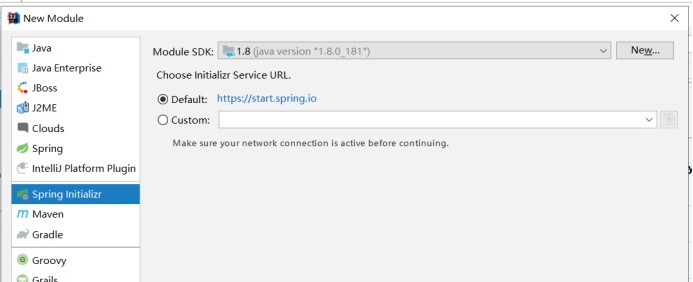 New Module
Java
Java Enterprise
JBoss
J2ME
Clouds
Spring
IntelliJ Platform Plugin
Spring Initializr
Maven
Gradle
Groovy
Grails
Module SDK: 1.8 (java version "1.8.0_181") New...
Choose Initializr Service URL.
Default: https://start.spring.io
Custom:
Make sure your network connection is active before continuing.